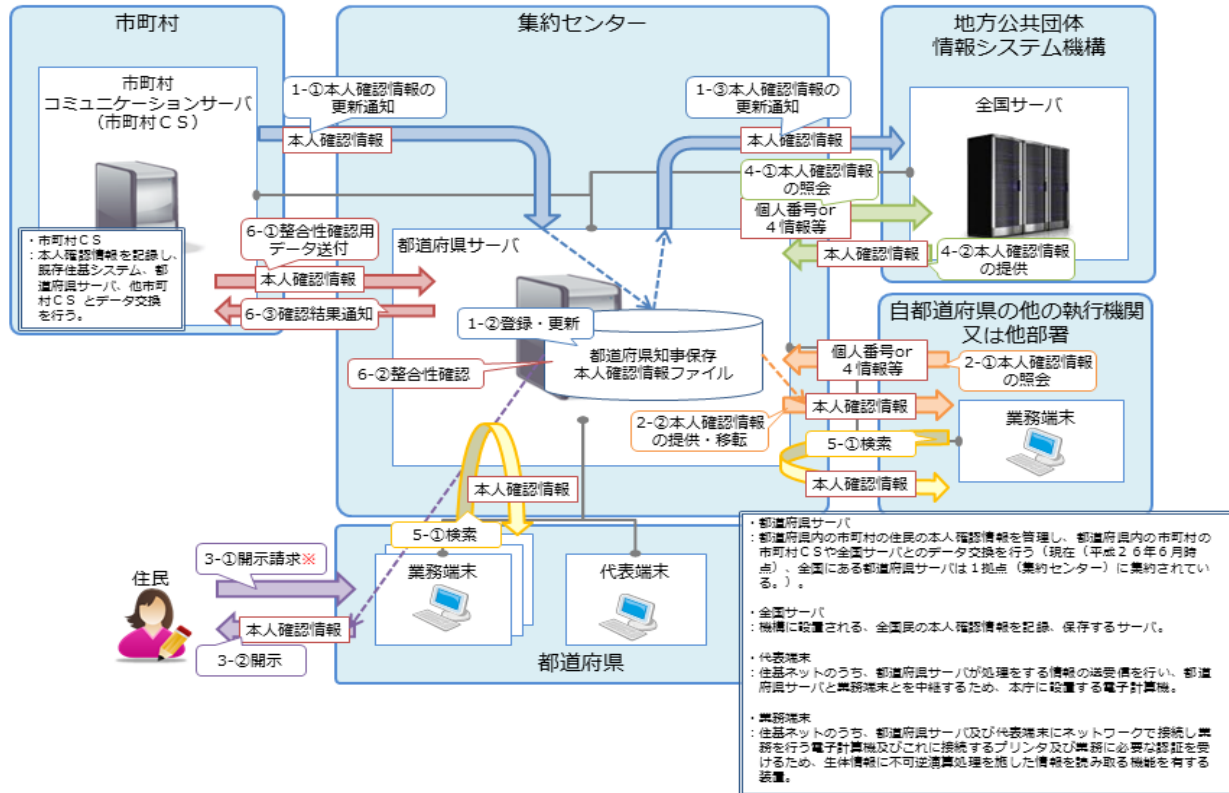 市町村
集約センター
地方公共団体
情報システム機構
市町村
コミュニケーションサーバ
（市町村ＣＳ）
1-①本人確認情報の
更新通知
本人確認情報
1-③本人確認情報の
更新通知
本人確認情報
全国サーバ
4-①本人確認情報
の照会
個人番号or
４情報等
本人確認情報
4-②本人確認情報
の提供
・市町村ＣＳ
：本人確認情報を記録し、
既存住基システム、都
道府県サーバ、他市町
村ＣＳ とデータ交換
を行う。
6-①整合性確認用
データ送付
本人確認情報
6-③確認結果通知
都道府県サーバ
1-②登録・更新
6-②整合性確認
都道府県知事保存
本人確認情報ファイル
自都道府県の他の執行機関
又は他部署
個人番号or
４情報等
2-①本人確認情報
の照会
本人確認情報
2-②本人確認情報
の提供・移転
業務端末
5-①検索
本人確認情報
本人確認情報
5-①検索
3-①開示請求※
住民
本人確認情報
3-②開示
業務端末
代表端末
都道府県
・都道府県サーバ
：都道府県内の市町村の住民の本人確認情報を管理し、都道府県内の市町村の
市町村ＣＳや全国サーバとのデータ交換を行う（現在（平成２６年６月時
点）、全国にある都道府県サーバは１拠点（集約センター）に集約されてい
る。）。
・全国サーバ
：機構に設置される、全国民の本人確認情報を記録、保存するサーバ。
・代表端末
：住基ネットのうち、都道府県サーバが処理をする情報の送受信を行い、都道
府県サーバと業務端末とを中継するため、本庁に設置する電子計算機。
・業務端末
：住基ネットのうち、都道府県サーバ及び代表端末にネットワークで接続し業
務を行う電子計算機及びこれに接続するプリンタ及び業務に必要な認証を受
けるため、生体情報に不可逆演算処理を施した情報を読み取る機能を有する
装置。